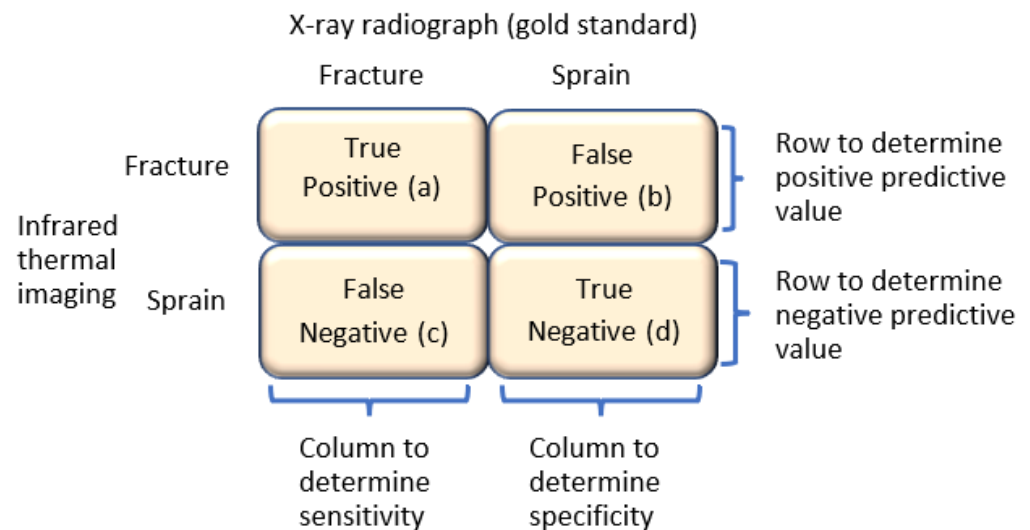 X-ray radiograph (gold standard)
Fracture
Sprain
Fracture
True
Positive (a)
False
Positive (b)
Row to determine
positive predictive
value
Infrared
thermal
imaging
Sprain
False
Negative (c)
True
Negative (d)
Row to determine
negative predictive
value
Column to
determine
sensitivity
Column to
determine
specificity